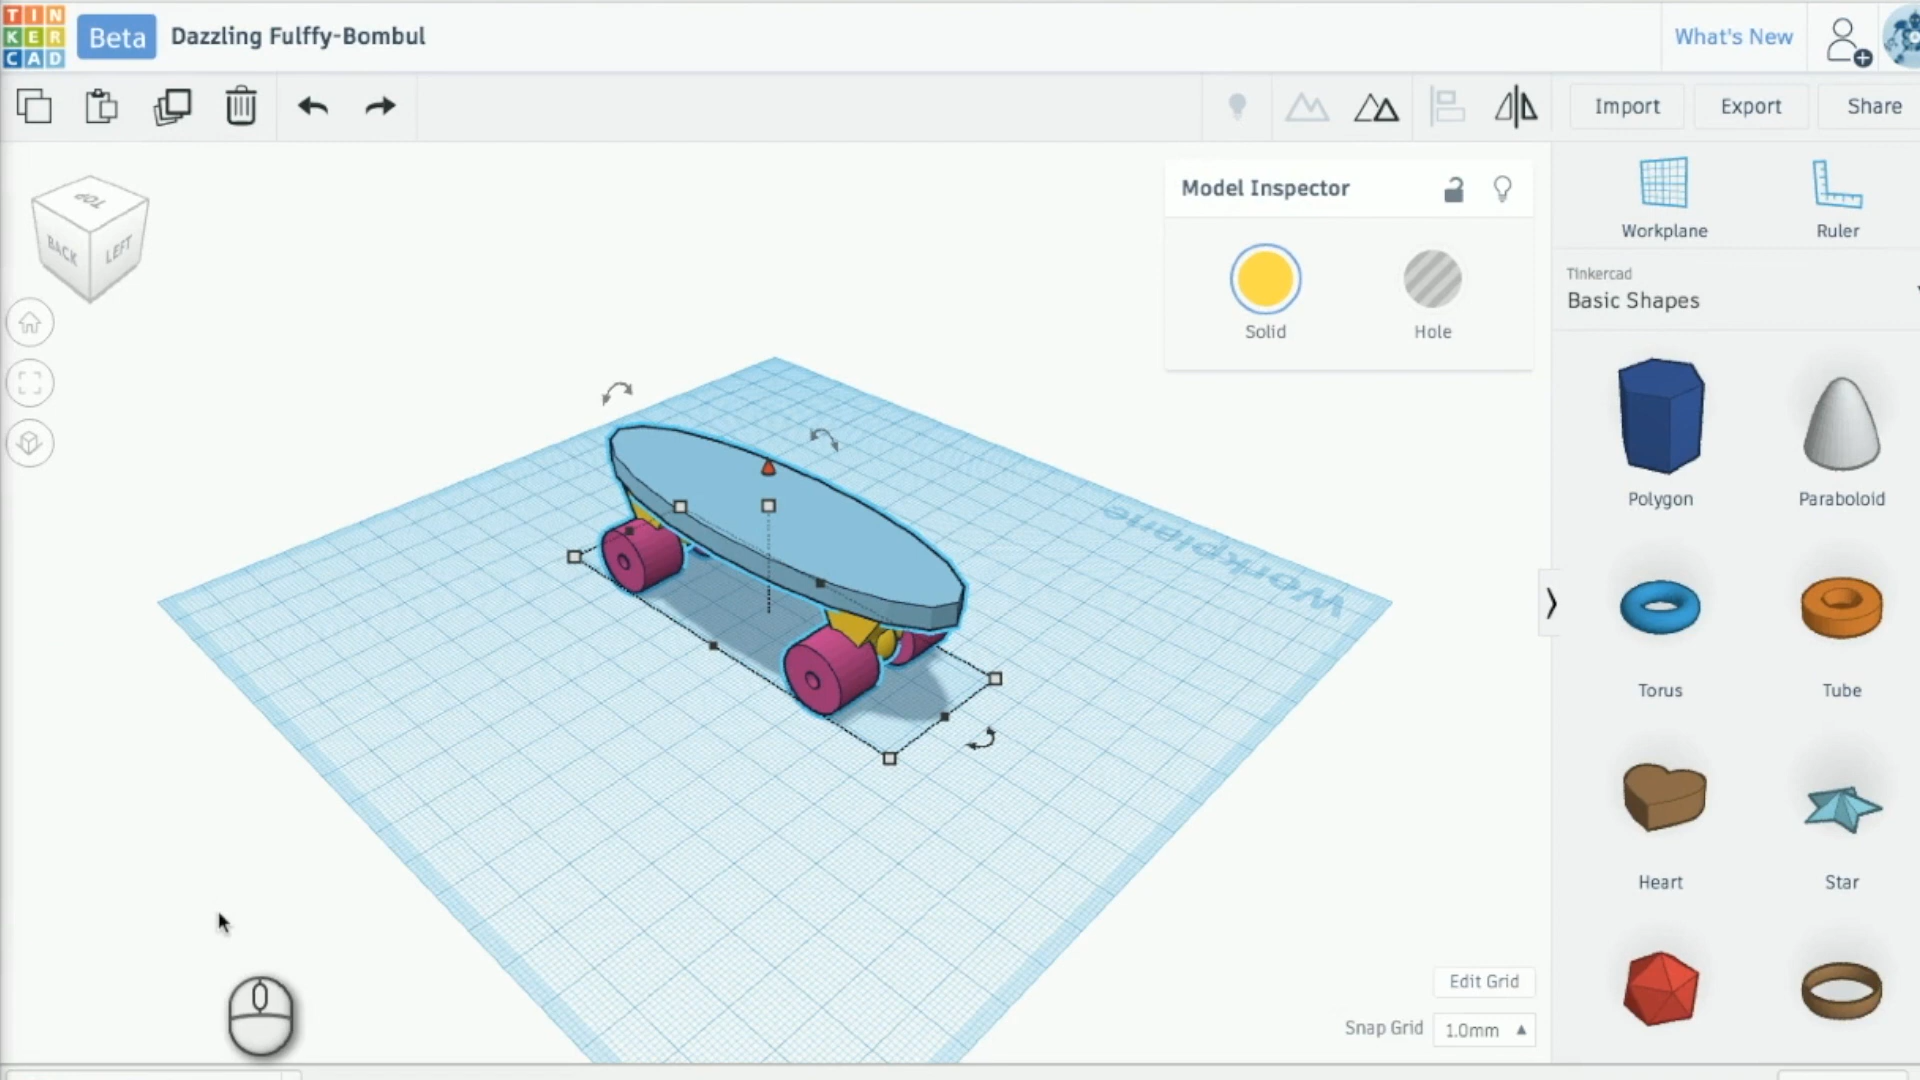 TIN
KER
CAD
Beta
Dazzling Fulffy-Bombul
What's New
Import
Export
Share
TOP
BACK
LEFT
Model Inspector
Solid
Hole
Workplane
Ruler
Tinkercad
Basic Shapes
Workplane
Polygon
Paraboloid
Torus
Tube
Heart
Star
Edit Grid
Snap Grid
1.0mm